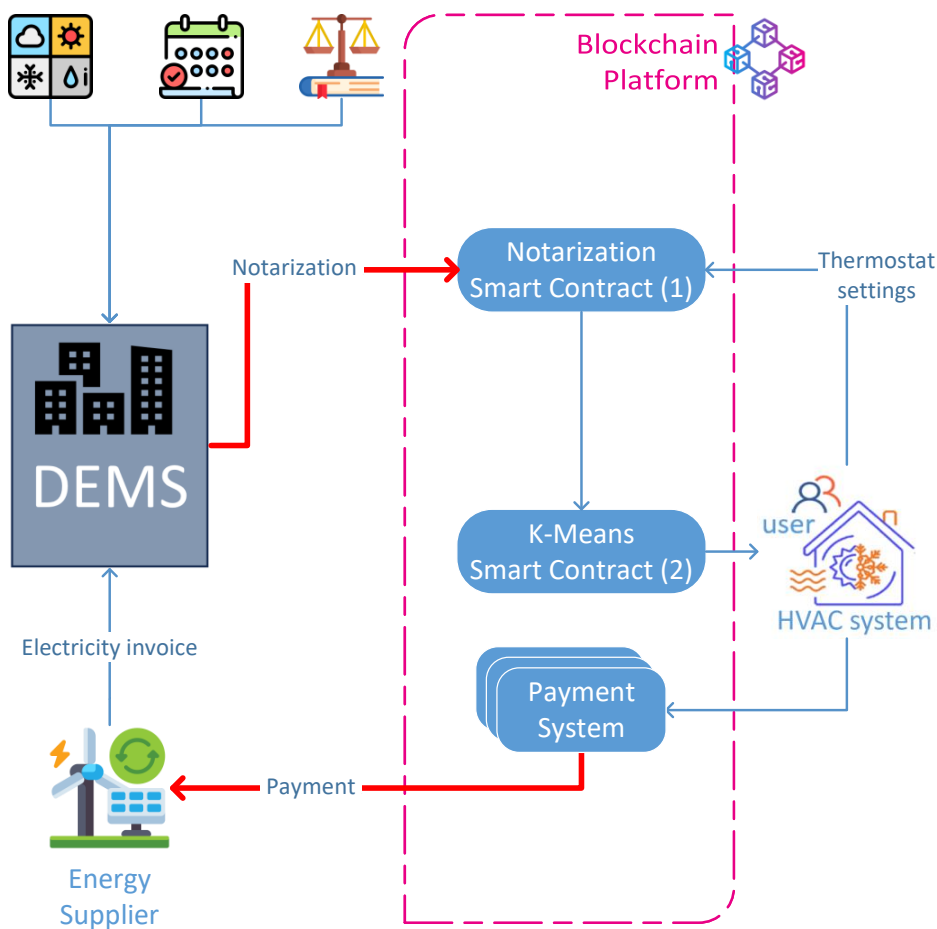 Blockchain
Platform
Notarization
Notarization
Smart Contract (1)
Thermostat
settings
DEMS
K-Means
Smart Contract (2)
user
HVAC system
Electricity invoice
Payment
System
Payment
Energy
Supplier
i